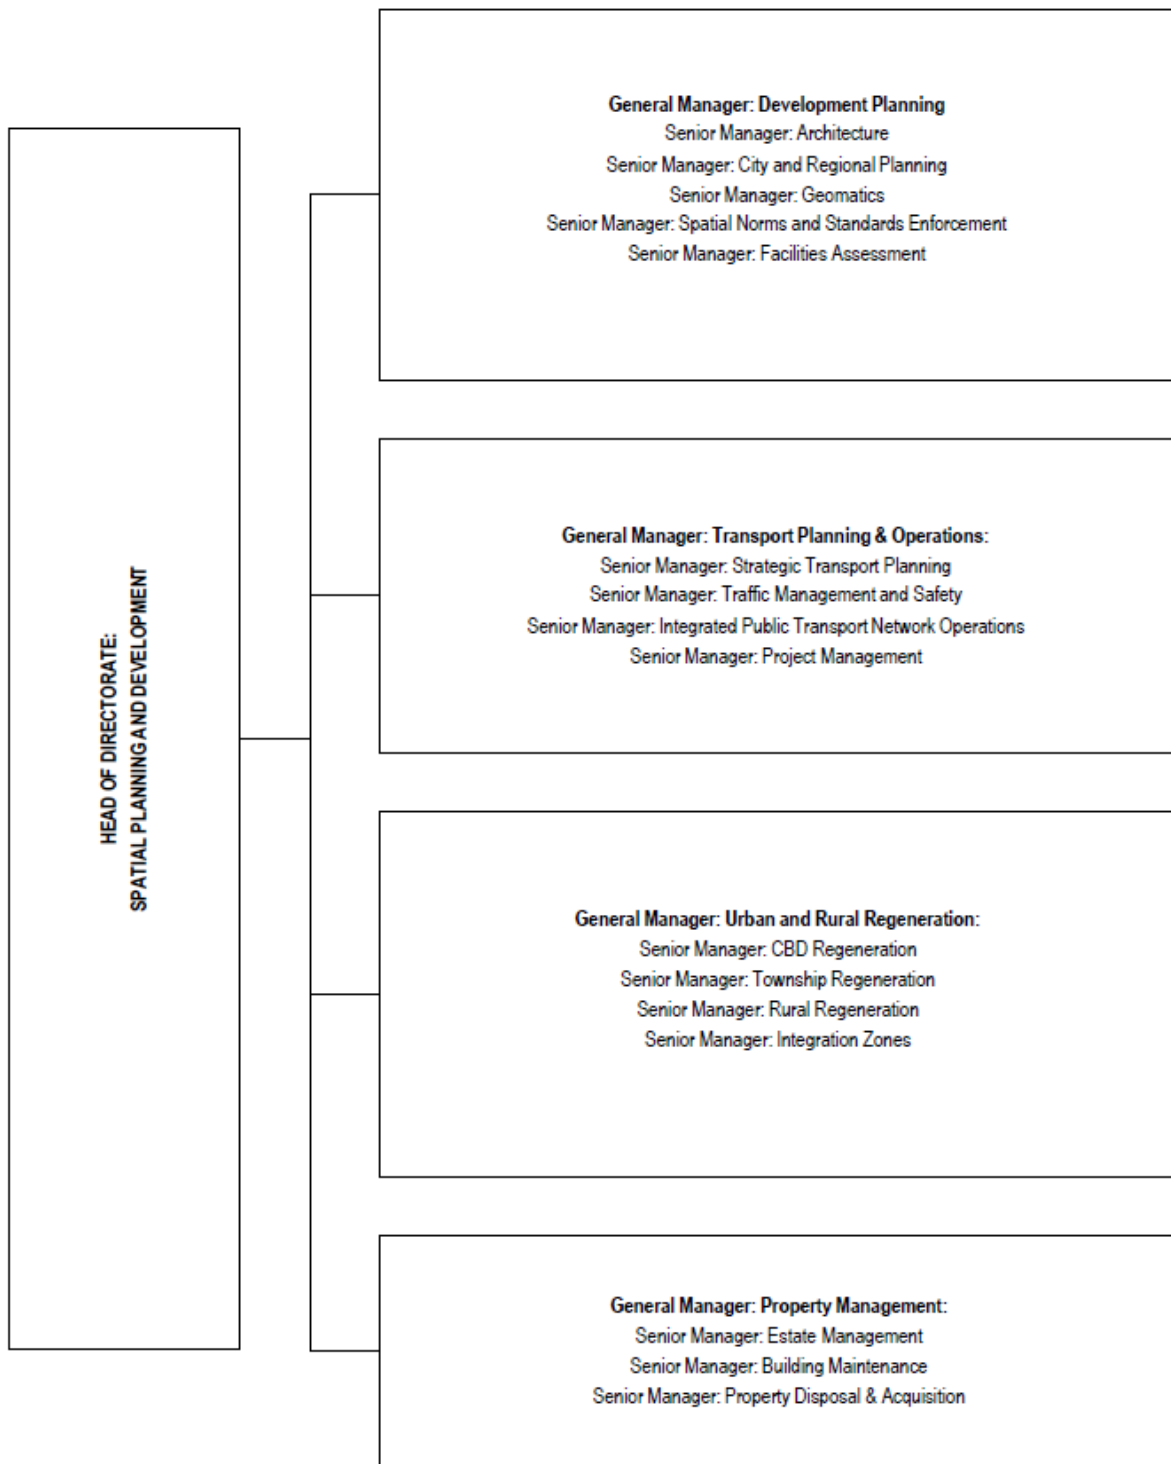 HEAD OF DIRECTORATE:
SPATIAL PLANNING AND DEVELOPMENT
General Manager: Development Planning
Senior Manager: Architecture
Senior Manager: City and Regional Planning
Senior Manager: Geomatics
Senior Manager: Spatial Norms and Standards Enforcement
Senior Manager: Facilities Assessment
General Manager: Transport Planning & Operations:
Senior Manager: Strategic Transport Planning
Senior Manager: Traffic Management and Safety
Senior Manager: Integrated Public Transport Network Operations
Senior Manager: Project Management
General Manager: Urban and Rural Regeneration:
Senior Manager: CBD Regeneration
Senior Manager: Township Regeneration
Senior Manager: Rural Regeneration
Senior Manager: Integration Zones
General Manager: Property Management:
Senior Manager: Estate Management
Senior Manager: Building Maintenance
Senior Manager: Property Disposal & Acquisition